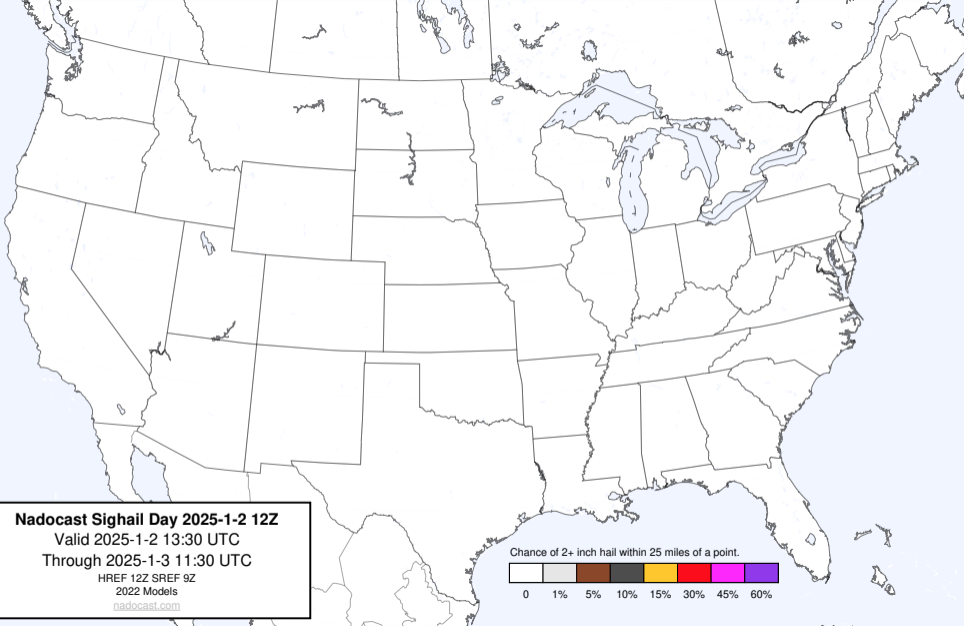 Nadocast Sighail Day 2025-1-2 12Z
Valid 2025-1-2 13:30 UTC
Through 2025-1-3 11:30 UTC
HREF 12Z SREF 9Z
2022 Models
nadocast.com
Chance of 2+ inch hail within 25 miles of a point.
0 1% 5% 10% 15% 30% 45% 60%